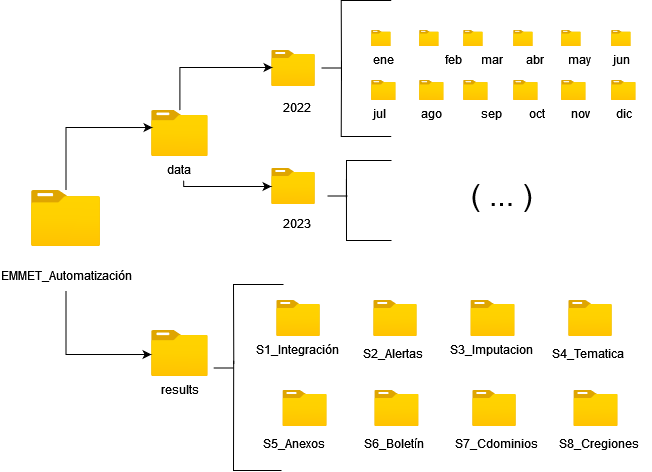 ene feb mar abr may jun
2022
jul ago sep oct nov dic
data
( ... )
2023
EMMET_Automatización
S1_Integración S2_Alertas S3_Imputacion S4_Tematica
results
S5_Anexos S6_Boletín S7_Cdominios S8_Cregiones